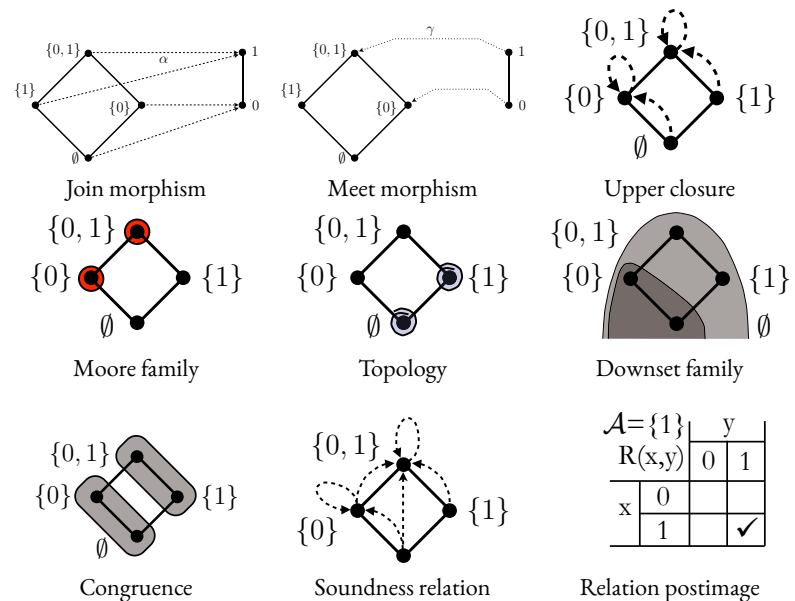 {0, 1}
α
1
{1}
{0}
0
∅
Join morphism
{0, 1}
γ
1
{1}
{0}
0
∅
Meet morphism
{0, 1}
{0}
{1}
∅
Upper closure
{0, 1}
{0}
{1}
∅
Moore family
{0, 1}
{0}
{1}
∅
Topology
{0, 1}
{0}
{1}
∅
Downset family
{0, 1}
{0}
{1}
∅
Congruence
{0, 1}
{0}
{1}
Soundness relation
𝒜={1} y
R(x,y) 0 1
x 0
1 ✓
Relation postimage